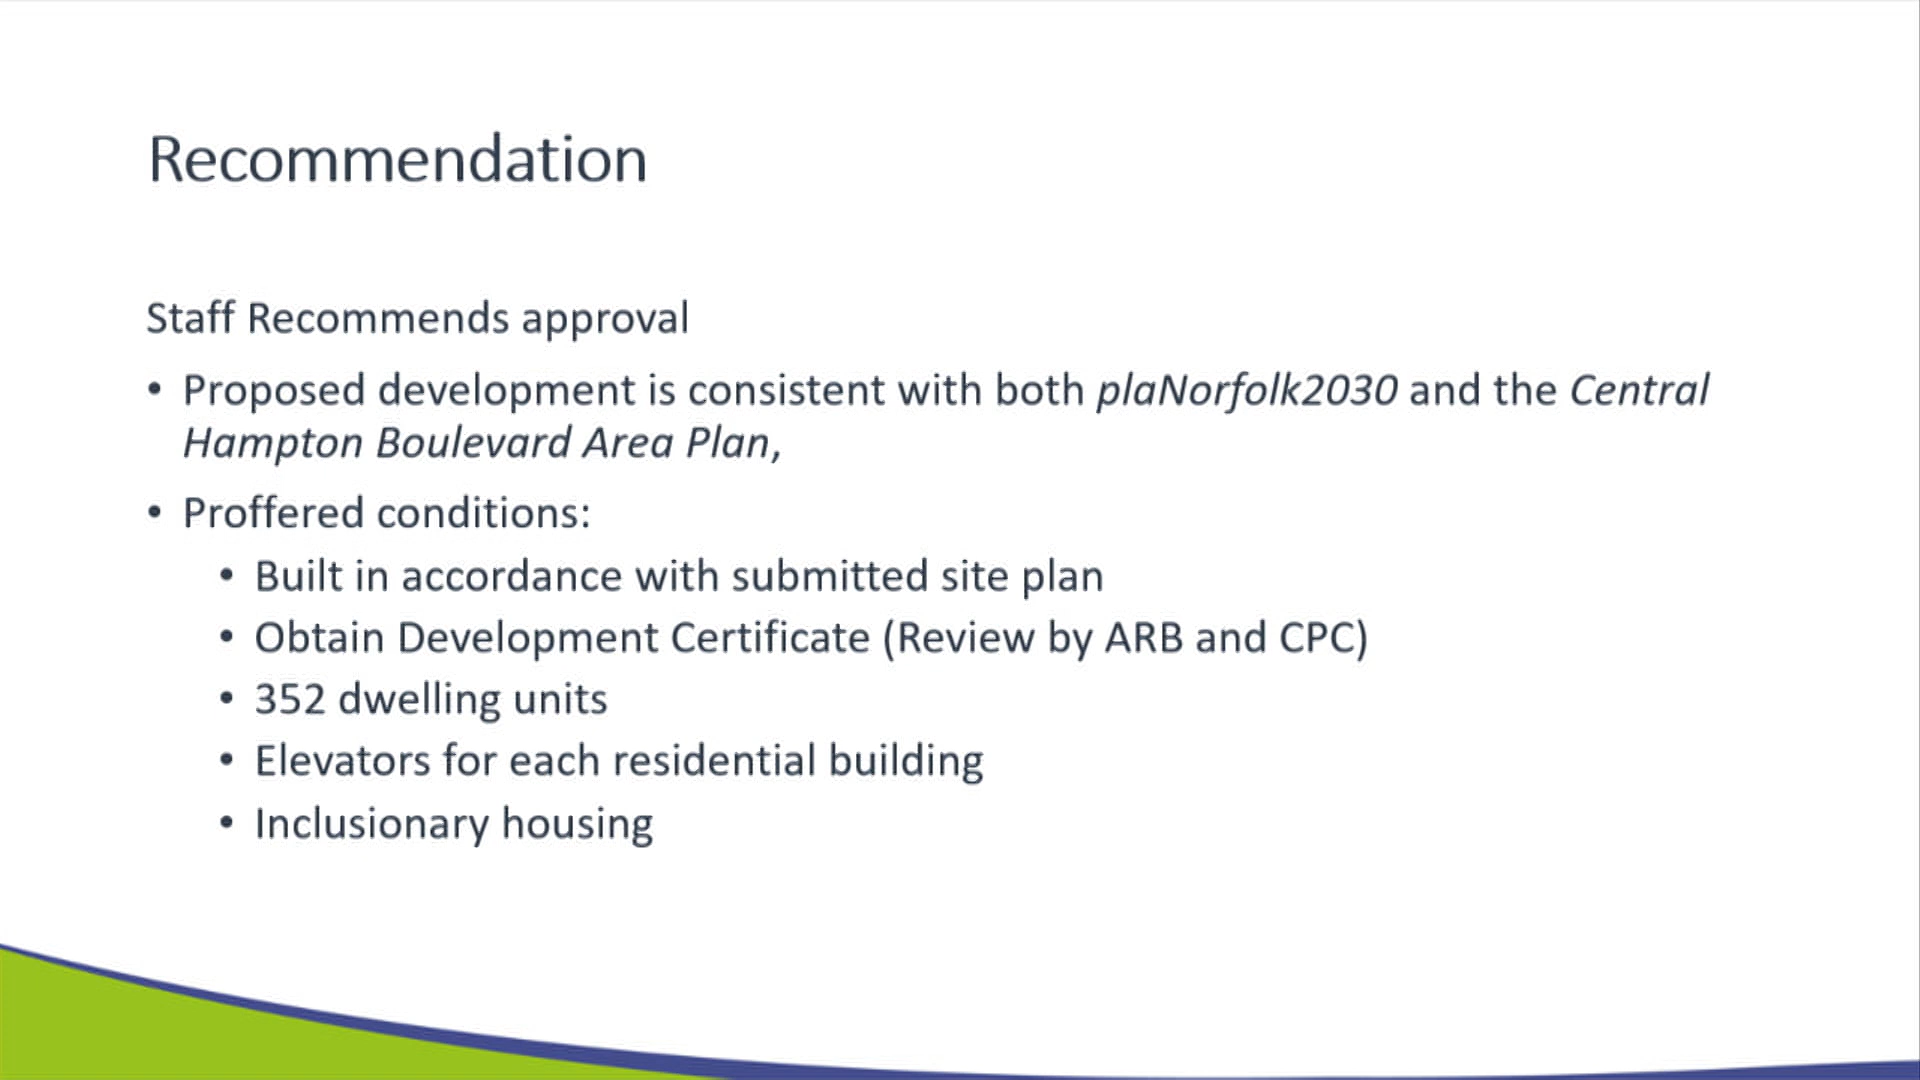 Recommendation
Staff Recommends approval
• Proposed development is consistent with both plaNorfolk2030 and the Central
Hampton Boulevard Area Plan,
• Proffered conditions:
• Built in accordance with submitted site plan
• Obtain Development Certificate (Review by ARB and CPC)
• 352 dwelling units
• Elevators for each residential building
• Inclusionary housing